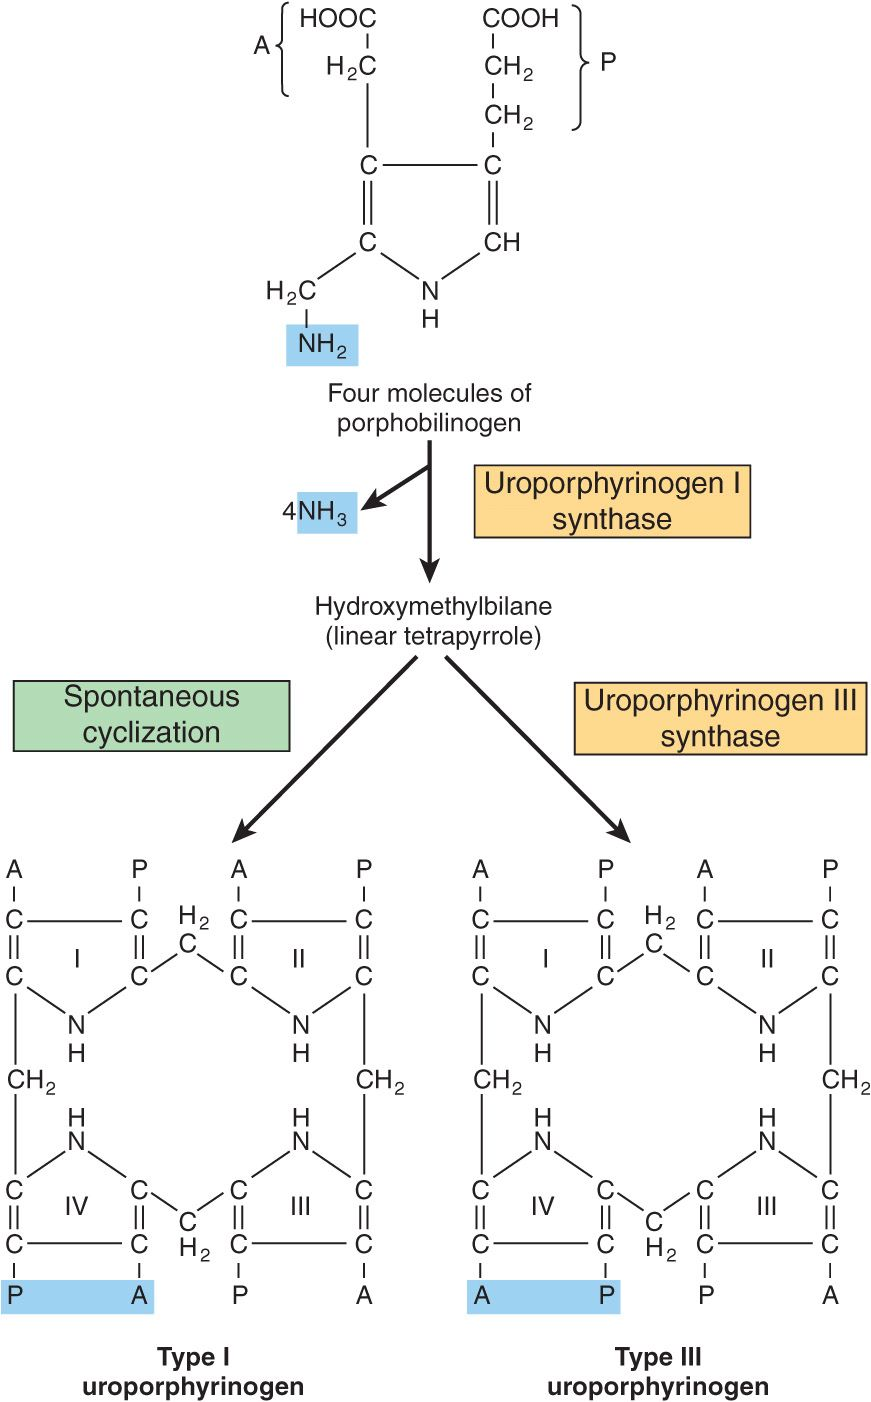 HOOC COOH
A H₂C CH₂ P
CH₂
C C
C CH
H₂C N
H
NH₂
Four molecules of
porphobilinogen
Uroporphyrinogen I
synthase
4NH₃
Hydroxymethylbilane
(linear tetrapyrrole)
Spontaneous
cyclization
Uroporphyrinogen III
synthase
A P A P
C C H₂ C C
I C II
C C C C
N N
H H
CH₂ CH₂
H H
N N
C C C C
IV C III
C C H₂ C C
P A P A
Type I
uroporphyrinogen
A P A P
C C H₂ C C
I C II
C C C C
N N
H H
CH₂ CH₂
H H
N N
C C C C
IV C III
C C H₂ C C
A P P A
Type III
uroporphyrinogen